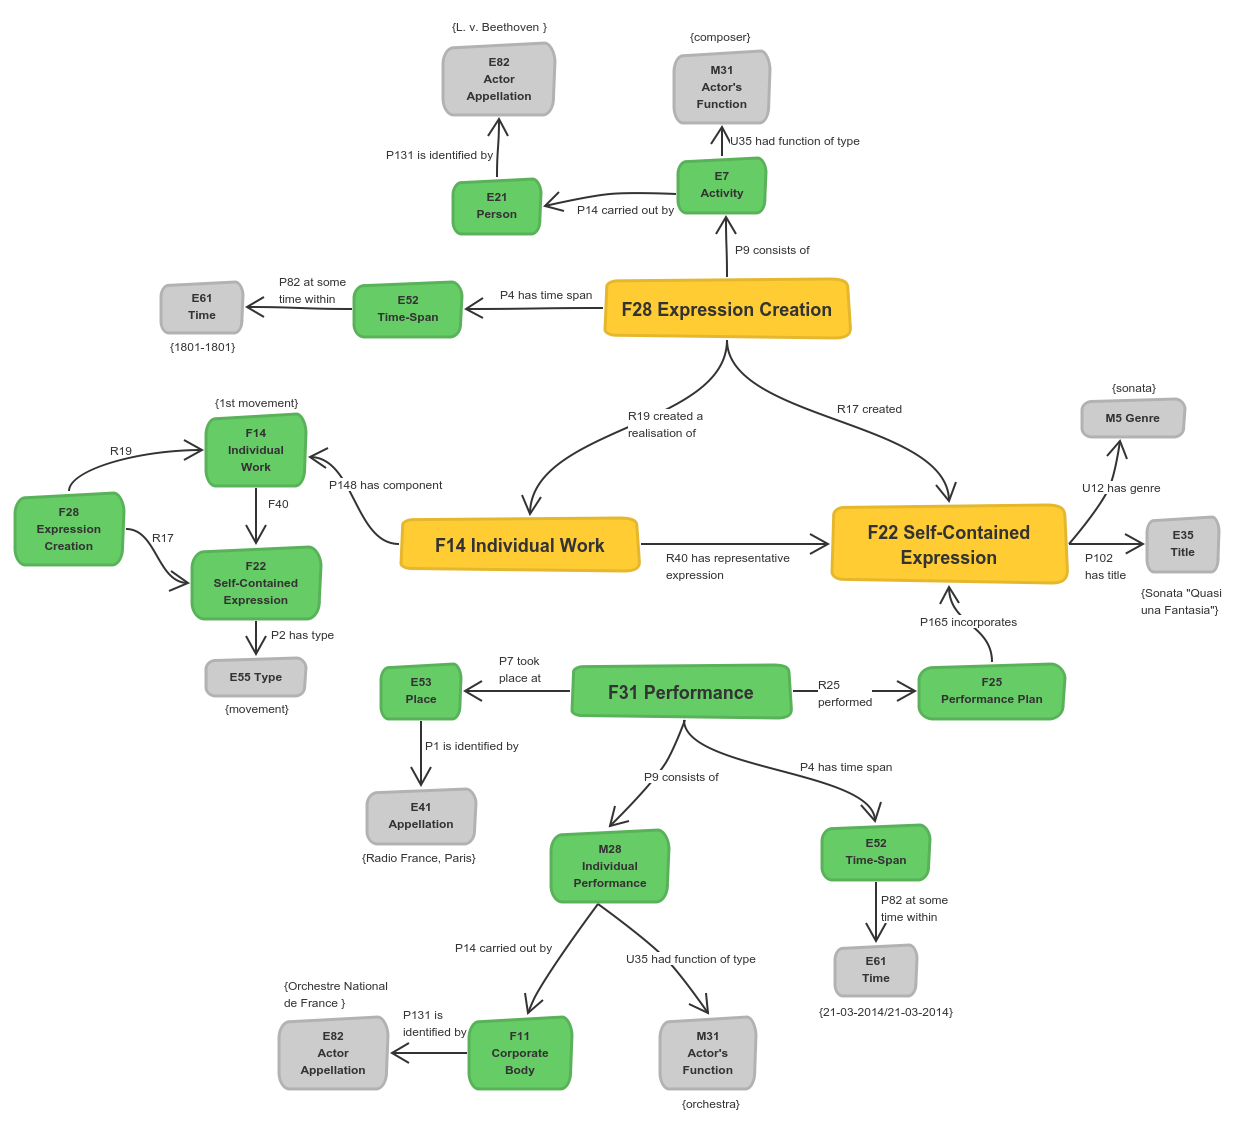 {L. v. Beethoven }
{composer}
E82
Actor
Appellation
M31
Actor's
Function
P131 is identified by
U35 had function of type
E21
Person
E7
Activity
P14 carried out by
P9 consists of
E61
Time
P82 at some
time within
E52
Time-Span
P4 has time span
F28 Expression Creation
{1801-1801}
{1st movement}
R19 created a
realisation of
R17 created
{sonata}
M5 Genre
F14
Individual
Work
R19
P148 has component
U12 has genre
F28
Expression
Creation
F40
R17
F14 Individual Work
R40 has representative
expression
F22 Self-Contained
Expression
E35
Title
P102
has title
{Sonata "Quasi
una Fantasia"}
F22
Self-Contained
Expression
P2 has type
E55 Type
{movement}
P165 incorporates
E53
Place
P7 took
place at
F31 Performance
R25
performed
F25
Performance Plan
P1 is identified by
P9 consists of
P4 has time span
E41
Appellation
{Radio France, Paris}
M28
Individual
Performance
E52
Time-Span
P82 at some
time within
P14 carried out by
U35 had function of type
E61
Time
{21-03-2014/21-03-2014}
{Orchestre National
de France }
E82
Actor
Appellation
P131 is
identified by
F11
Corporate
Body
M31
Actor's
Function
{orchestra}